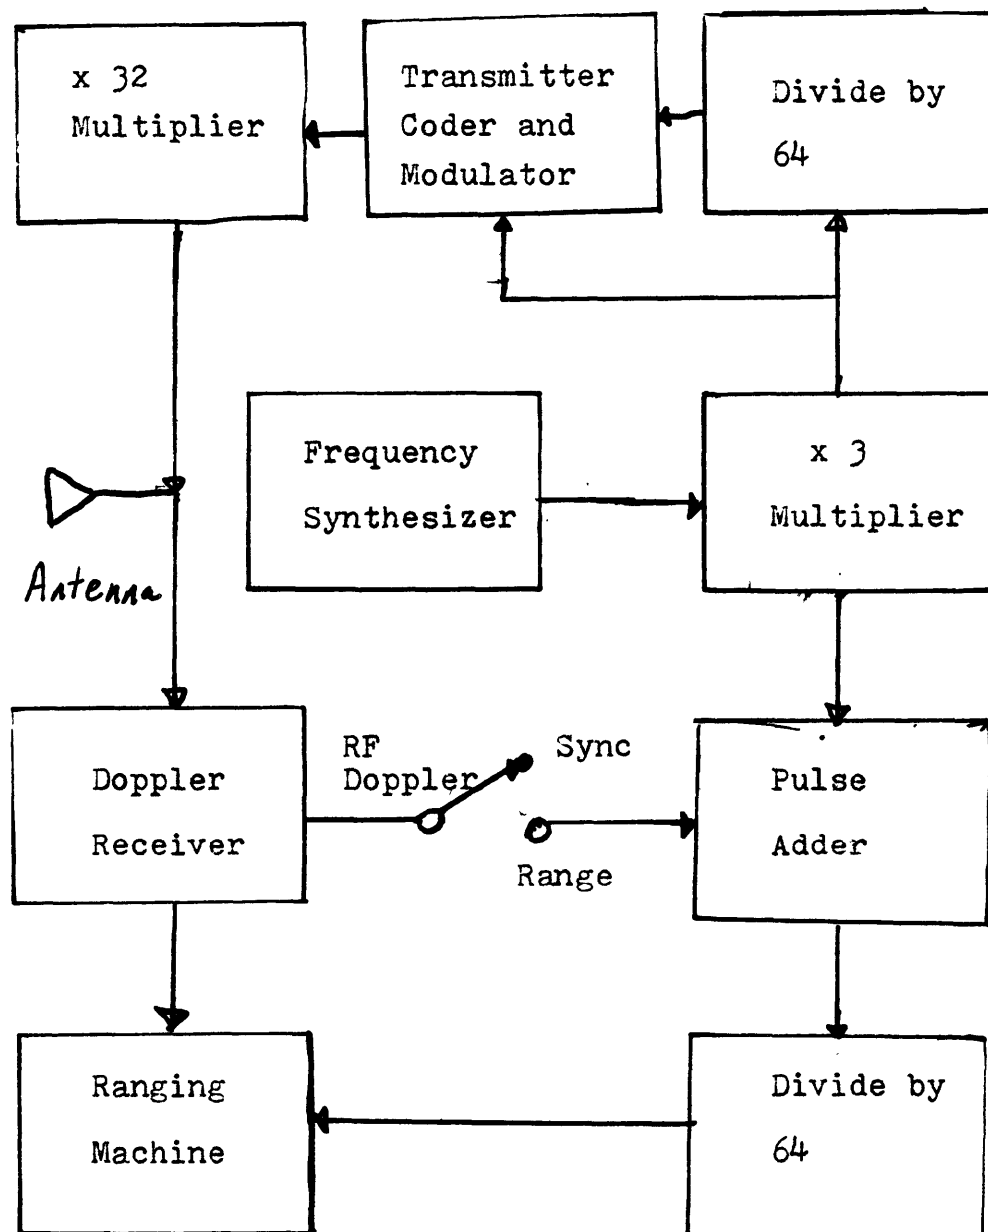 x 32
Multiplier
Transmitter
Coder and
Modulator
Divide by
64
Frequency
Synthesizer
x 3
Multiplier
Antenna
Doppler
Receiver
RF
Doppler
Sync
Range
Pulse
Adder
Ranging
Machine
Divide by
64